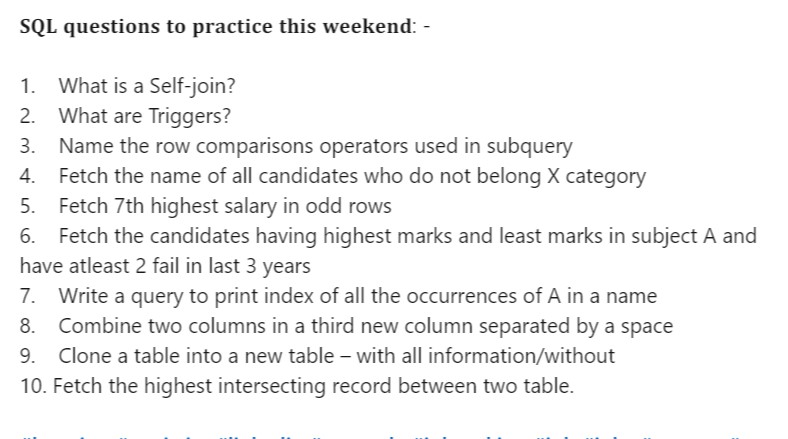 SQL questions to practice this weekend: -
1. What is a Self-join?
2. What are Triggers?
3. Name the row comparisons operators used in subquery
4. Fetch the name of all candidates who do not belong X category
5. Fetch 7th highest salary in odd rows
6. Fetch the candidates having highest marks and least marks in subject A and
have atleast 2 fail in last 3 years
7. Write a query to print index of all the occurrences of A in a name
8. Combine two columns in a third new column separated by a space
9. Clone a table into a new table – with all information/without
10. Fetch the highest intersecting record between two table.